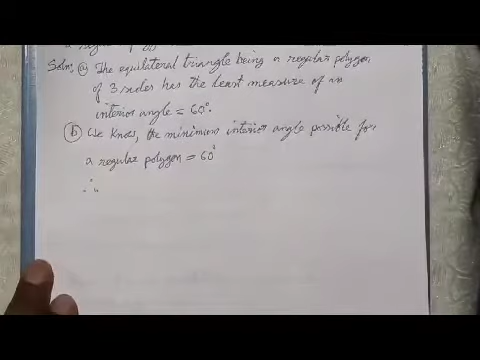 Soln: (a) The equilateral triangle being a regular polygon
of 3 sides has the least measure of an
interior angle = 60°.
(b) We know, the minimum interior angle possible for
a regular polygon = 60°
∴